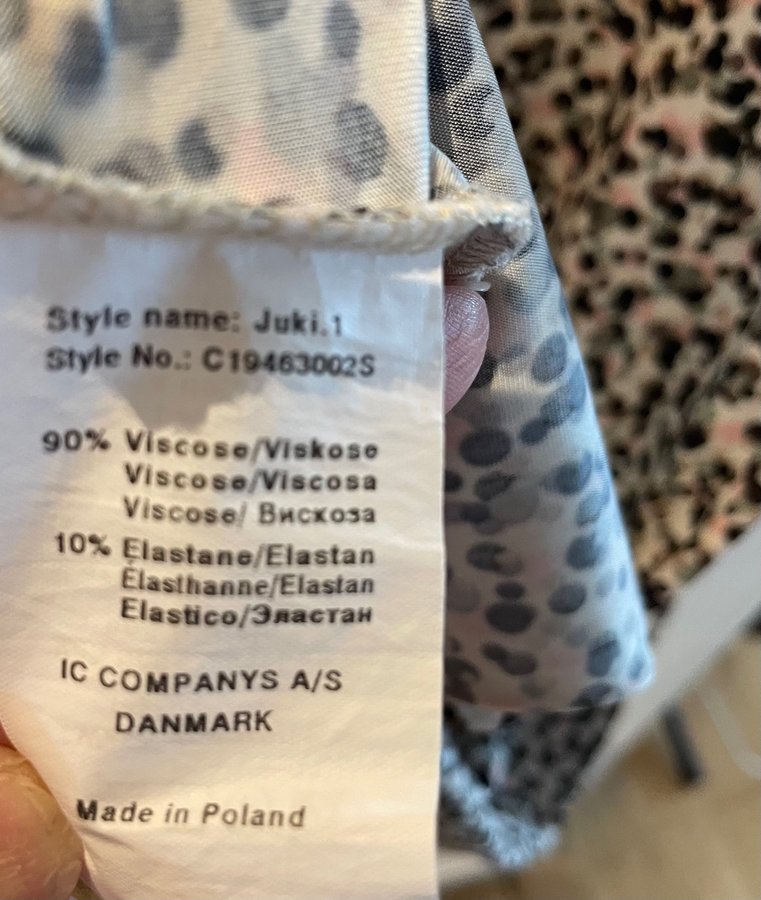 Style name: Juki.1
Style No.: C19463002S
90% Viscose/Viskose
Viscose/Viscosa
Viscose/ Вискоза
10% Elastane/Elastan
Élasthanne/Elastan
Elastico/Эластан
IC COMPANYS A/S
DANMARK
Made in Poland